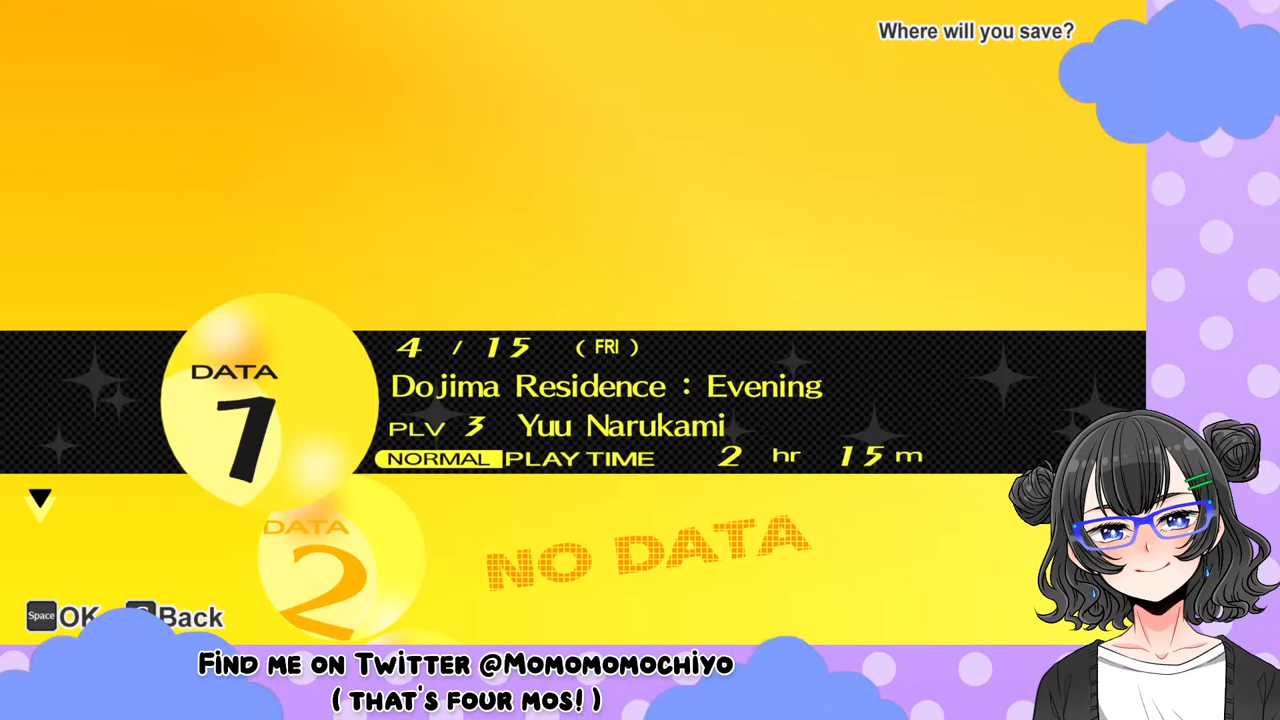 Where will you save?
DATA 1
4 / 15 ( FRI )
Dojima Residence : Evening
PLV 3 Yuu Narukami
NORMAL PLAY TIME 2 hr 15 m
DATA 2
NO DATA
Space OK Back
Find me on Twitter @Momomomochiyo
( that's four mos! )